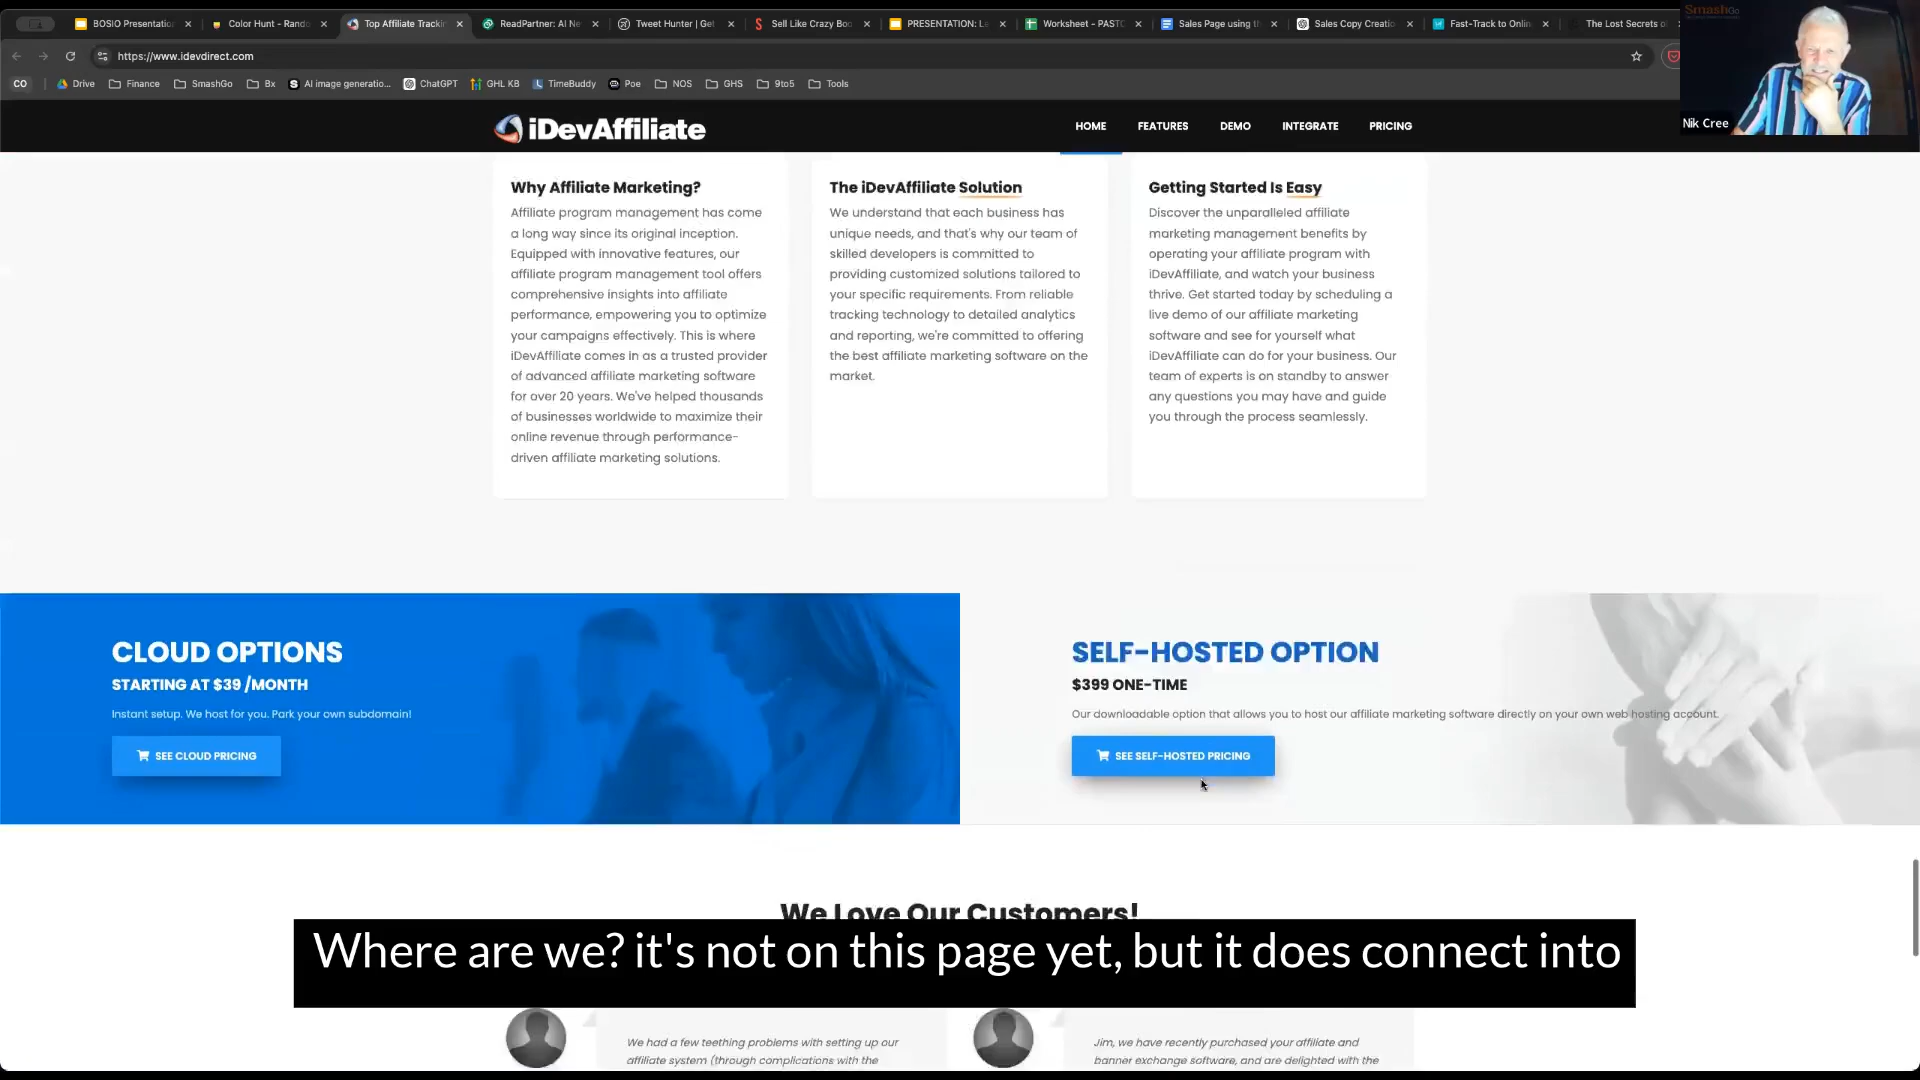 BOSIO Presentation
Color Hunt - Rando
Top Affiliate Trackin
ReadPartner: AI Ne
Tweet Hunter | Get
Sell Like Crazy Boo
PRESENTATION: La
Worksheet - PASTO
Sales Page using th
Sales Copy Creatio
Fast-Track to Onlin
The Lost Secrets of
SmashGo
https://www.idevdirect.com
CO
Drive
Finance
SmashGo
Bx
AI image generatio...
ChatGPT
GHL KB
TimeBuddy
Poe
NOS
GHS
9to5
Tools
Nik Cree
iDevAffiliate
HOME
FEATURES
DEMO
INTEGRATE
PRICING
Why Affiliate Marketing?
Affiliate program management has come
a long way since its original inception.
Equipped with innovative features, our
affiliate program management tool offers
comprehensive insights into affiliate
performance, empowering you to optimize
your campaigns effectively. This is where
iDevAffiliate comes in as a trusted provider
of advanced affiliate marketing software
for over 20 years. We've helped thousands
of businesses worldwide to maximize their
online revenue through performance-
driven affiliate marketing solutions.
The iDevAffiliate Solution
We understand that each business has
unique needs, and that's why our team of
skilled developers is committed to
providing customized solutions tailored to
your specific requirements. From reliable
tracking technology to detailed analytics
and reporting, we're committed to offering
the best affiliate marketing software on the
market.
Getting Started Is Easy
Discover the unparalleled affiliate
marketing management benefits by
operating your affiliate program with
iDevAffiliate, and watch your business
thrive. Get started today by scheduling a
live demo of our affiliate marketing
software and see for yourself what
iDevAffiliate can do for your business. Our
team of experts is on standby to answer
any questions you may have and guide
you through the process seamlessly.
CLOUD OPTIONS
STARTING AT $39 /MONTH
Instant setup. We host for you. Park your own subdomain!
SEE CLOUD PRICING
SELF-HOSTED OPTION
$399 ONE-TIME
Our downloadable option that allows you to host our affiliate marketing software directly on your own web hosting account.
SEE SELF-HOSTED PRICING
We Love Our Customers!
Where are we? it's not on this page yet, but it does connect into
We had a few teething problems with setting up our
affiliate system (through complications with the
Jim, we have recently purchased your affiliate and
banner exchange software, and are delighted with the